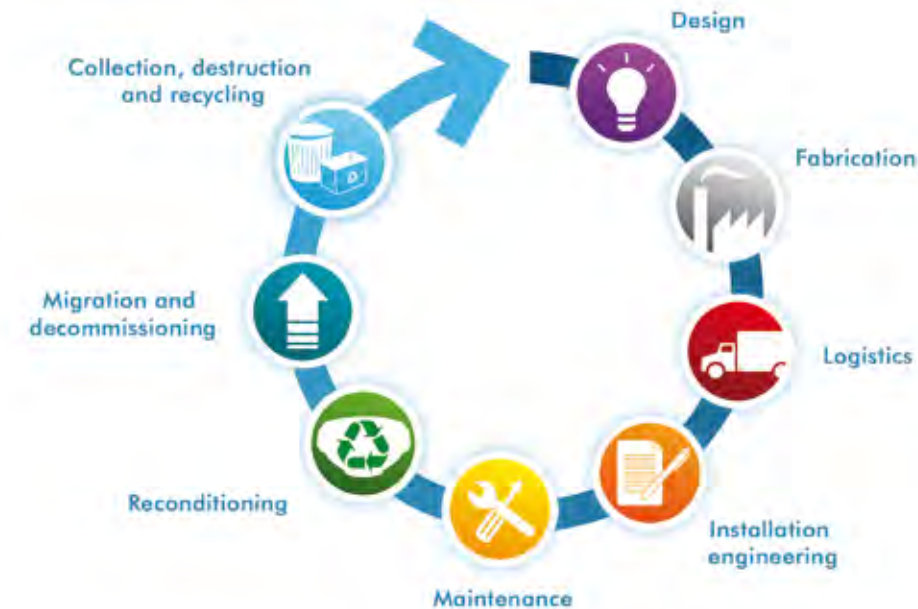 Design
Fabrication
Logistics
Installation
engineering
Maintenance
Reconditioning
Migration and
decommissioning
Collection, destruction
and recycling